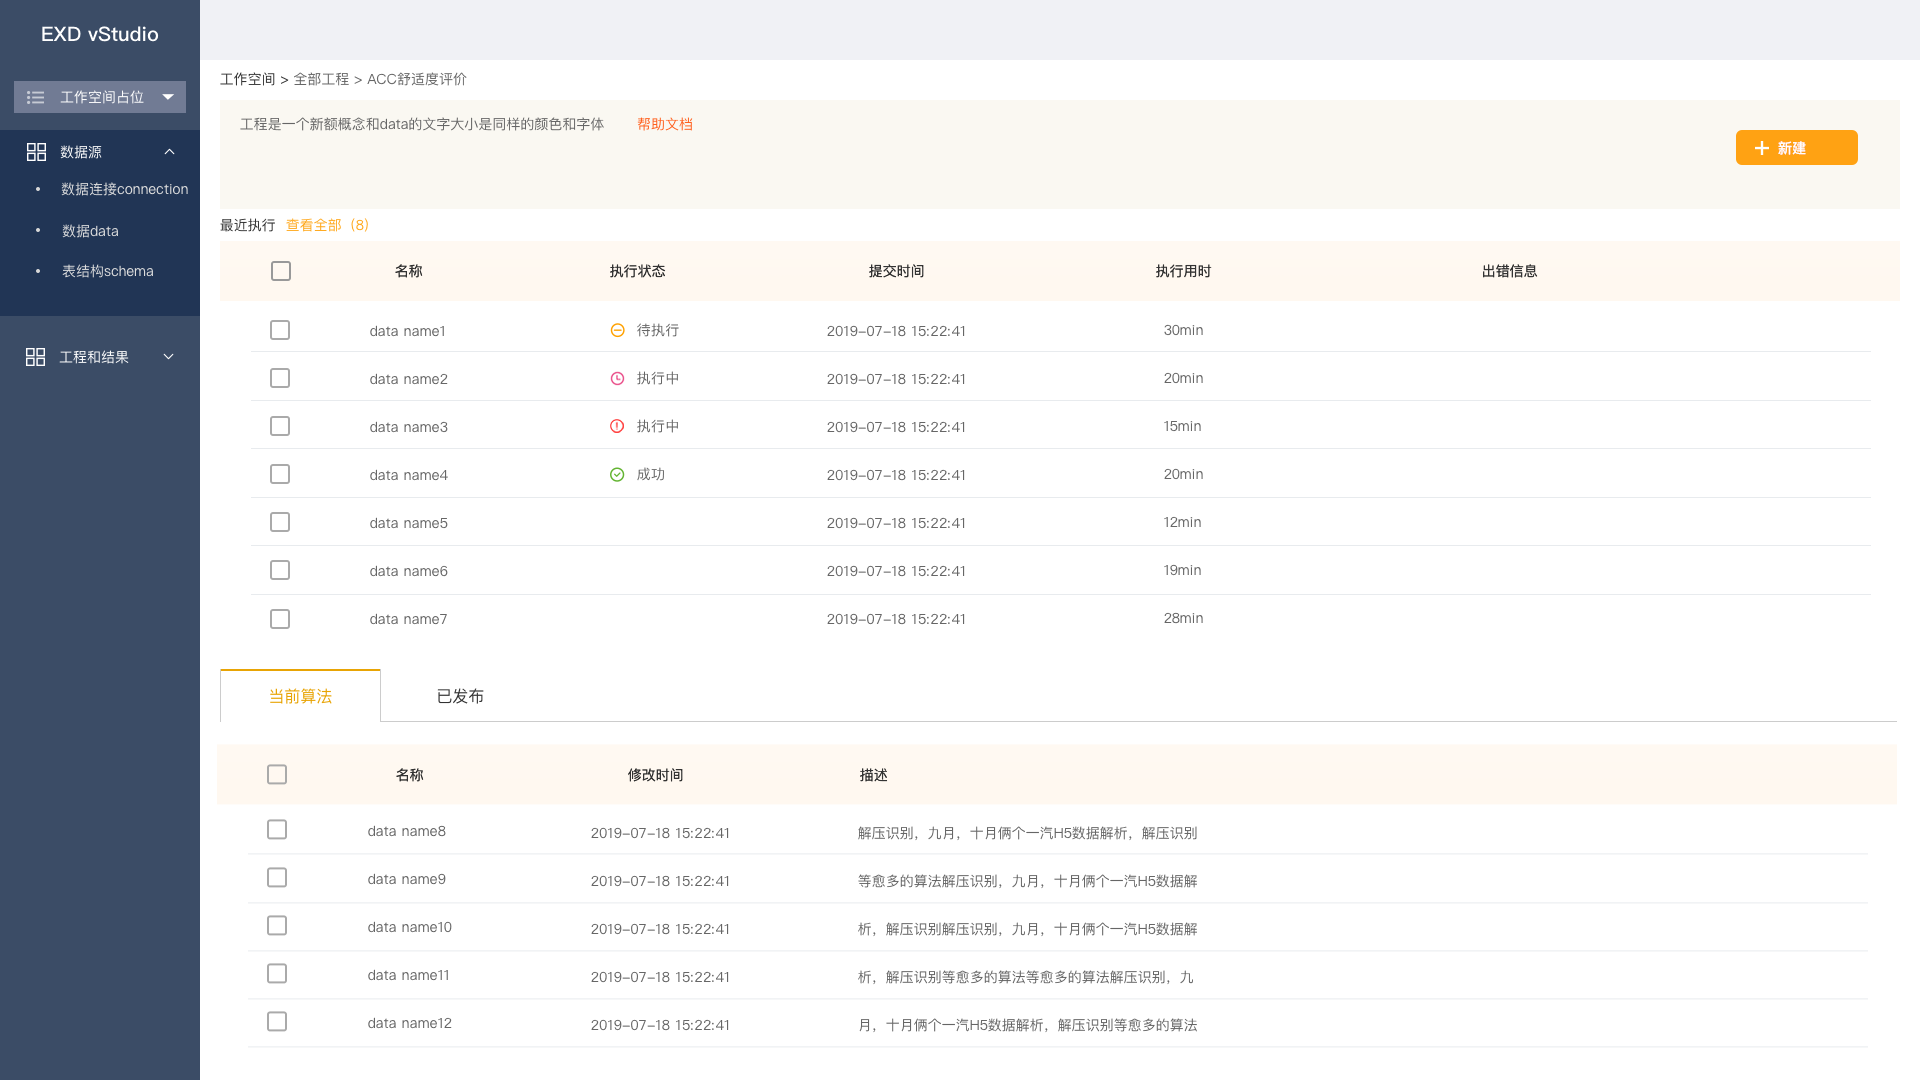 EXD vStudio
工作空间占位
数据源
• 数据连接connection
• 数据data
• 表结构schema
工程和结果
工作空间 > 全部工程 > ACC舒适度评价
工程是一个新额概念和data的文字大小是同样的颜色和字体 帮助文档
新建
最近执行 查看全部（8）
名称 执行状态 提交时间 执行用时 出错信息
data name1 待执行 2019-07-18 15:22:41 30min
data name2 执行中 2019-07-18 15:22:41 20min
data name3 执行中 2019-07-18 15:22:41 15min
data name4 成功 2019-07-18 15:22:41 20min
data name5 2019-07-18 15:22:41 12min
data name6 2019-07-18 15:22:41 19min
data name7 2019-07-18 15:22:41 28min
当前算法 已发布
名称 修改时间 描述
data name8 2019-07-18 15:22:41 解压识别，九月，十月俩个一汽H5数据解析，解压识别
data name9 2019-07-18 15:22:41 等愈多的算法解压识别，九月，十月俩个一汽H5数据解
data name10 2019-07-18 15:22:41 析，解压识别解压识别，九月，十月俩个一汽H5数据解
data name11 2019-07-18 15:22:41 析，解压识别等愈多的算法等愈多的算法解压识别，九
data name12 2019-07-18 15:22:41 月，十月俩个一汽H5数据解析，解压识别等愈多的算法